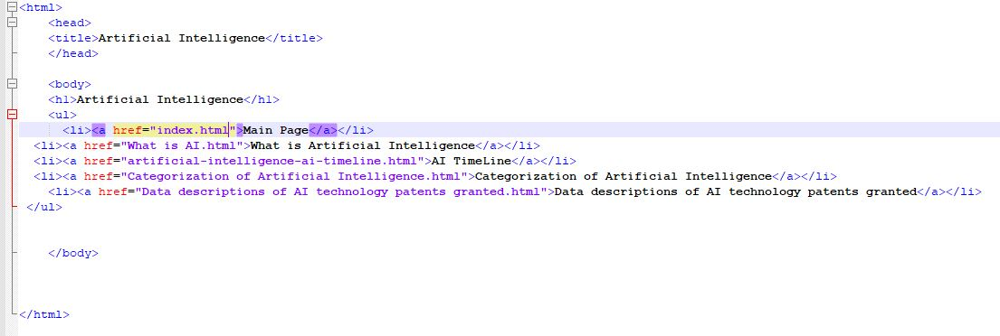 <html>
<head>
<title>Artificial Intelligence</title>
</head>
<body>
<h1>Artificial Intelligence</h1>
<ul>
<li><a href="index.html">Main Page</a></li>
<li><a href="What is AI.html">What is Artificial Intelligence</a></li>
<li><a href="artificial-intelligence-ai-timeline.html">AI TimeLine</a></li>
<li><a href="Categorization of Artificial Intelligence.html">Categorization of Artificial Intelligence</a></li>
<li><a href="Data descriptions of AI technology patents granted.html">Data descriptions of AI technology patents granted</a></li>
</ul>
</body>
</html>